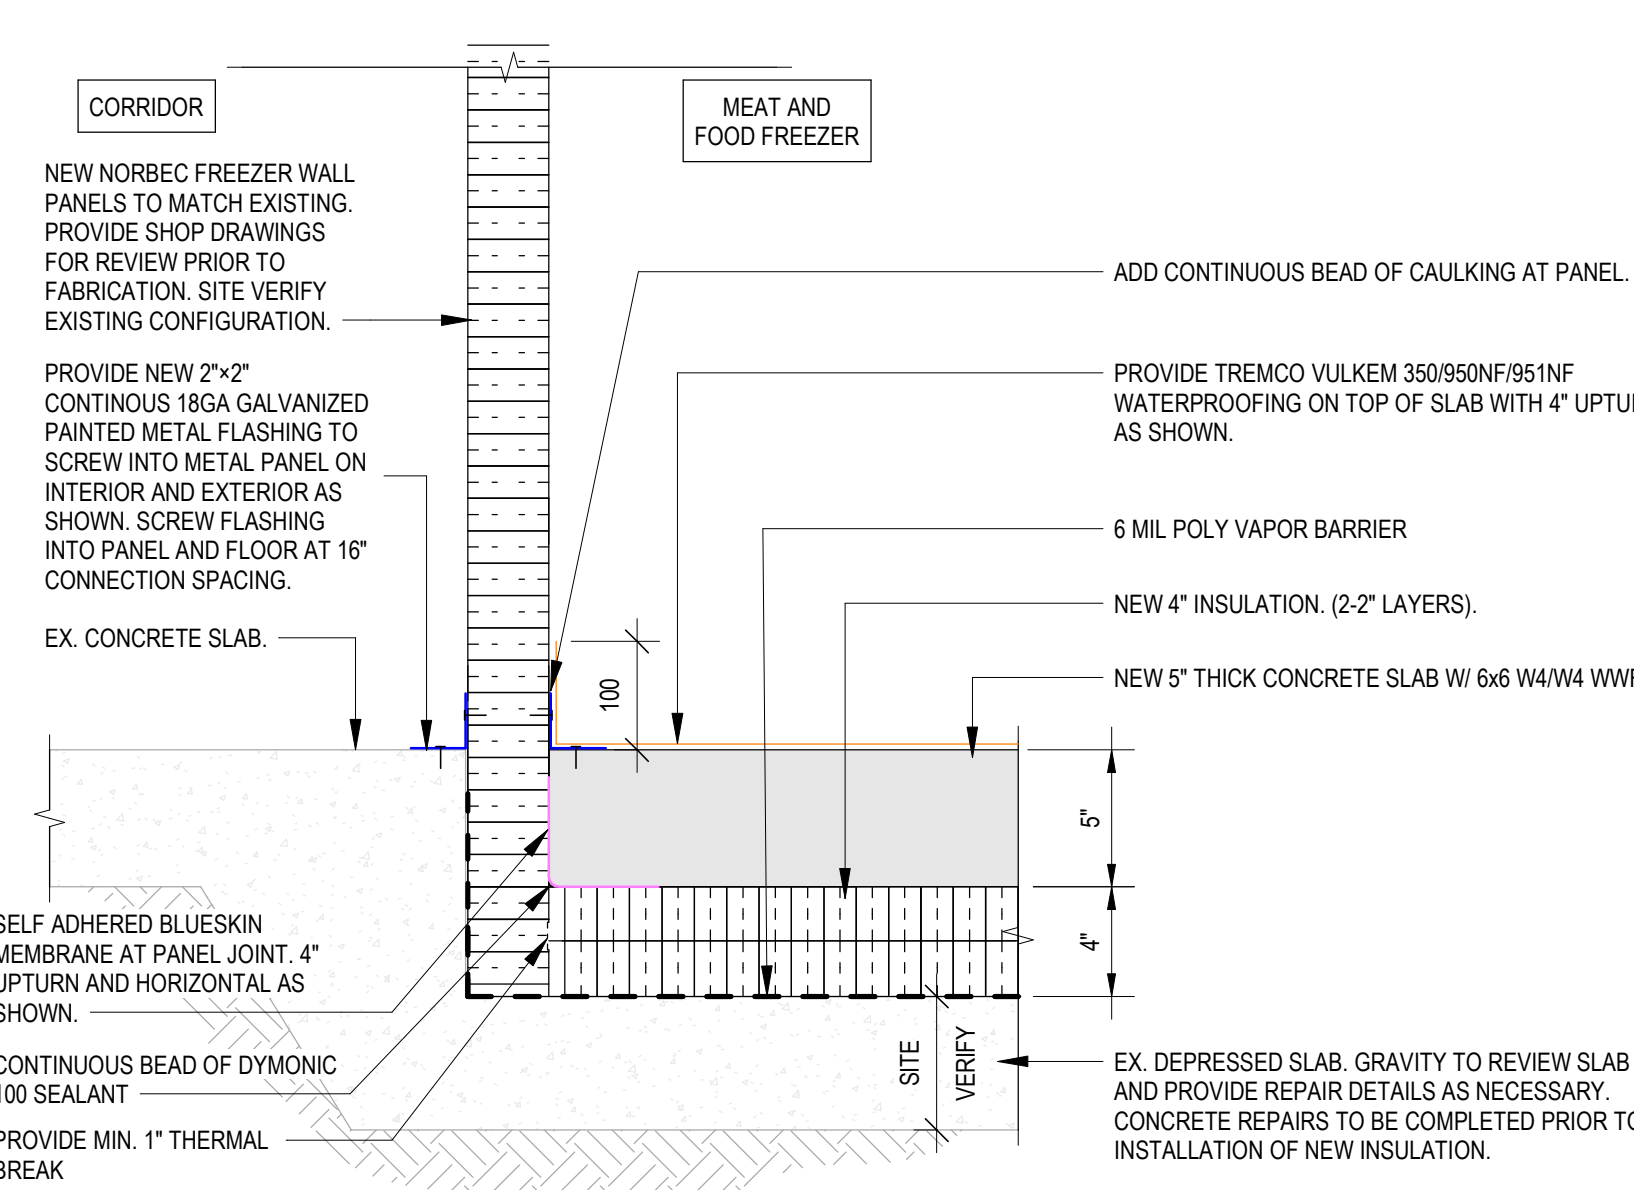 CORRIDOR
MEAT AND
FOOD FREEZER
NEW NORBEC FREEZER WALL
PANELS TO MATCH EXISTING.
PROVIDE SHOP DRAWINGS
FOR REVIEW PRIOR TO
FABRICATION. SITE VERIFY
EXISTING CONFIGURATION.
PROVIDE NEW 2"×2"
CONTINOUS 18GA GALVANIZED
PAINTED METAL FLASHING TO
SCREW INTO METAL PANEL ON
INTERIOR AND EXTERIOR AS
SHOWN. SCREW FLASHING
INTO PANEL AND FLOOR AT 16"
CONNECTION SPACING.
EX. CONCRETE SLAB.
SELF ADHERED BLUESKIN
MEMBRANE AT PANEL JOINT. 4"
UPTURN AND HORIZONTAL AS
SHOWN.
CONTINUOUS BEAD OF DYMONIC
100 SEALANT
PROVIDE MIN. 1" THERMAL
BREAK
100
ADD CONTINUOUS BEAD OF CAULKING AT PANEL.
PROVIDE TREMCO VULKEM 350/950NF/951NF
WATERPROOFING ON TOP OF SLAB WITH 4"
AS SHOWN.
6 MIL POLY VAPOR BARRIER
NEW 4" INSULATION. (2-2" LAYERS).
NEW 5" THICK CONCRETE SLAB W/ 6x6 W4/W4
5"
4"
SITE
VERIFY
EX. DEPRESSED SLAB. GRAVITY TO REVIEW SLAB
AND PROVIDE REPAIR DETAILS AS NECESSARY.
CONCRETE REPAIRS TO BE COMPLETED PRIOR TO
INSTALLATION OF NEW INSULATION.